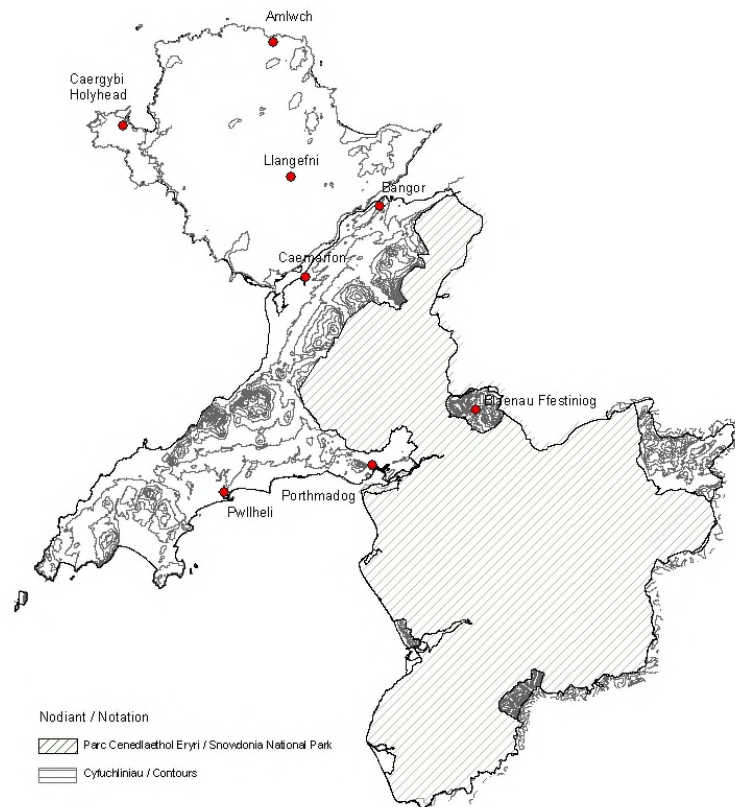 Amlwch
Caergybi
Holyhead
Llangefni
Bangor
Caernarfon
Blaenau Ffestiniog
Porthmadog
Pwllheli
Nodiant / Notation
Parc Cenedlaethol Eryri / Snowdonia National Park
Cyfuchliniau / Contours